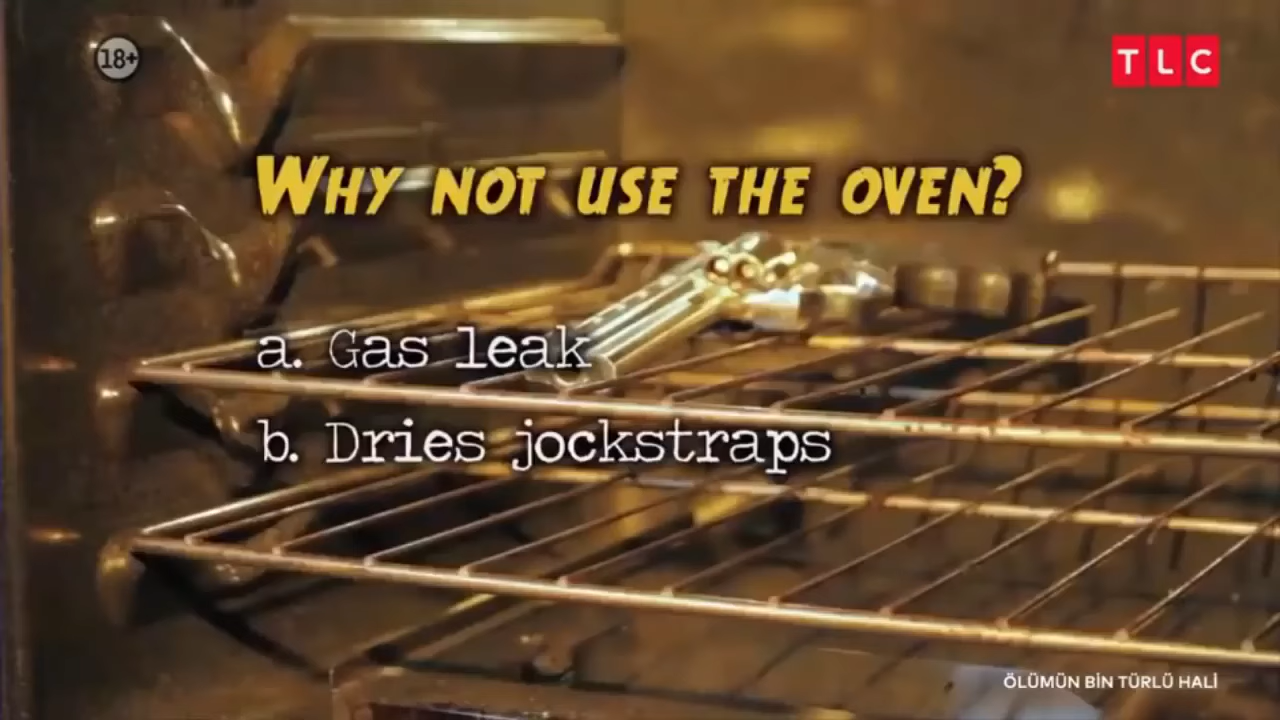 18+
TLC
WHY NOT USE THE OVEN?
a. Gas leak
b. Dries jockstraps
ÖLÜMÜN BİN TÜRLÜ HALİ